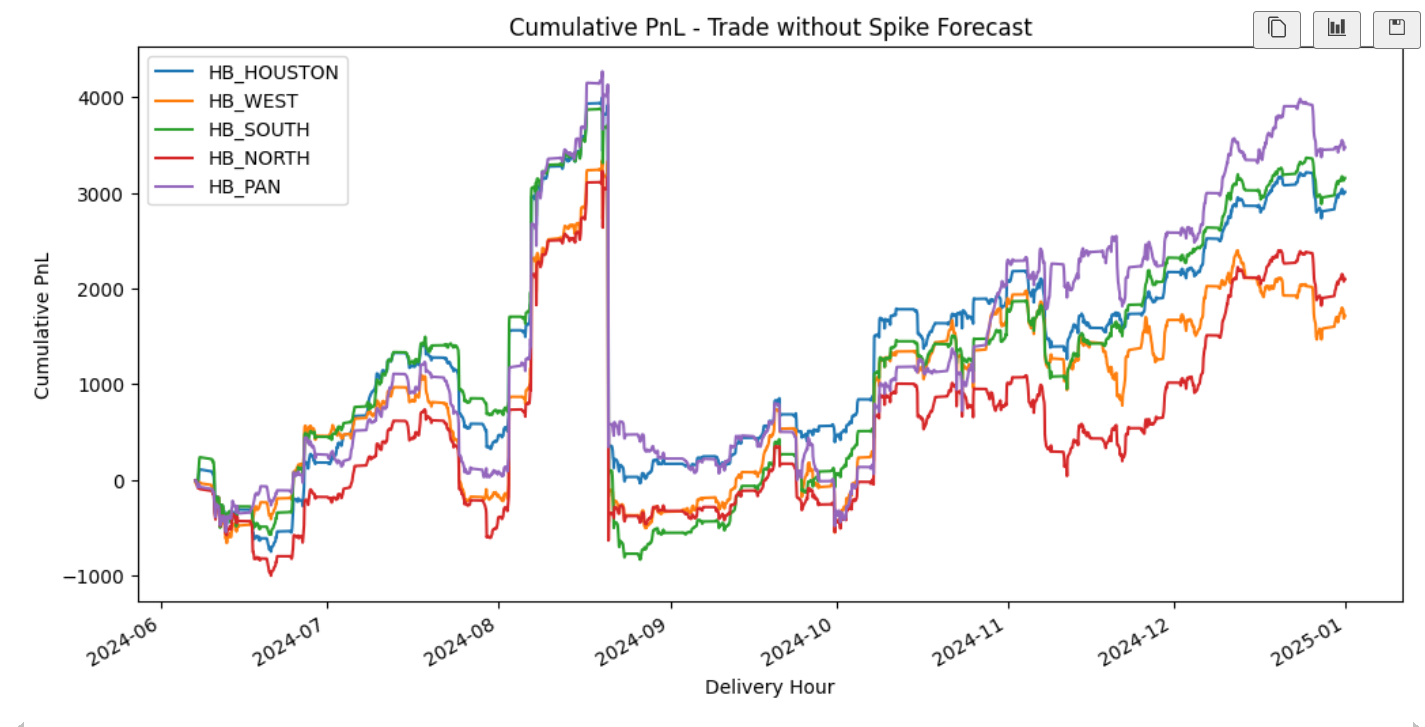 Cumulative PnL - Trade without Spike Forecast
HB_HOUSTON
HB_WEST
HB_SOUTH
HB_NORTH
HB_PAN
Cumulative PnL
4000
3000
2000
1000
0
−1000
2024-06
2024-07
2024-08
2024-09
2024-10
2024-11
2024-12
2025-01
Delivery Hour